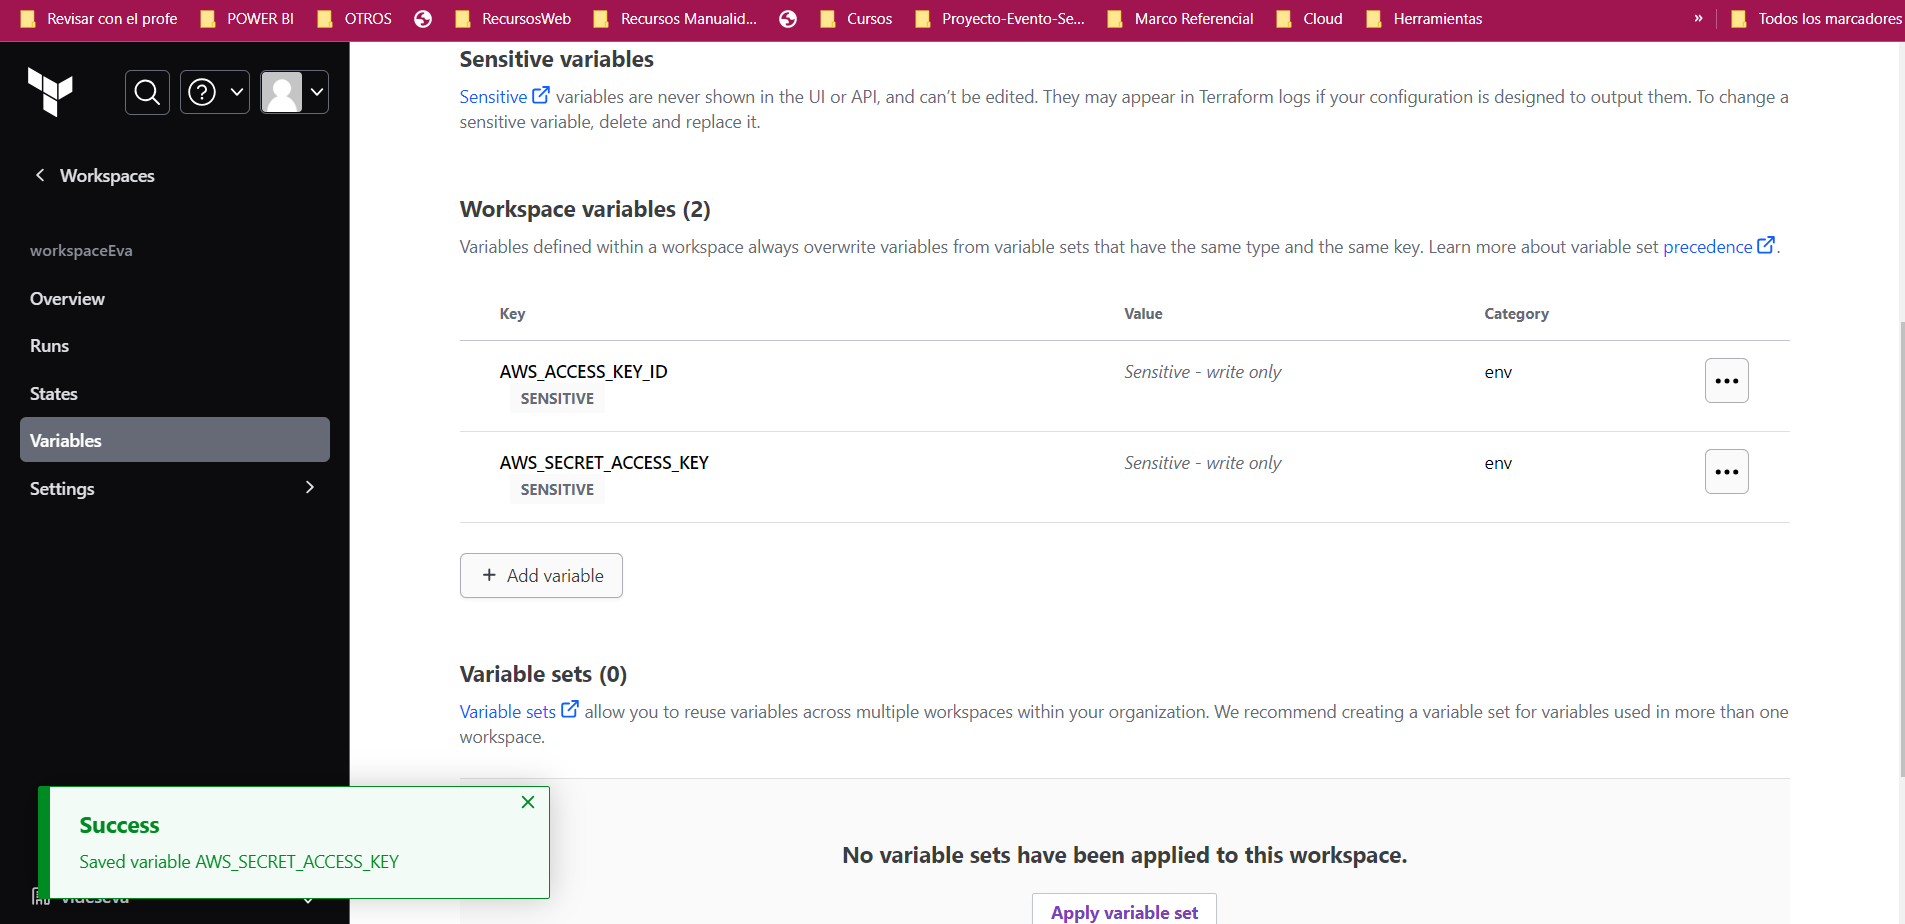 Revisar con el profe
POWER BI
OTROS
RecursosWeb
Recursos Manualid...
Cursos
Proyecto-Evento-Se...
Marco Referencial
Cloud
Herramientas
»
Todos los marcadores
Workspaces
workspaceEva
Overview
Runs
States
Variables
Settings
Sensitive variables
Sensitive variables are never shown in the UI or API, and can’t be edited. They may appear in Terraform logs if your configuration is designed to output them. To change a
sensitive variable, delete and replace it.
Workspace variables (2)
Variables defined within a workspace always overwrite variables from variable sets that have the same type and the same key. Learn more about variable set precedence.
Key Value Category
AWS_ACCESS_KEY_ID Sensitive - write only env
SENSITIVE
AWS_SECRET_ACCESS_KEY Sensitive - write only env
SENSITIVE
+ Add variable
Variable sets (0)
Variable sets allow you to reuse variables across multiple workspaces within your organization. We recommend creating a variable set for variables used in more than one
workspace.
No variable sets have been applied to this workspace.
Apply variable set
Success
Saved variable AWS_SECRET_ACCESS_KEY